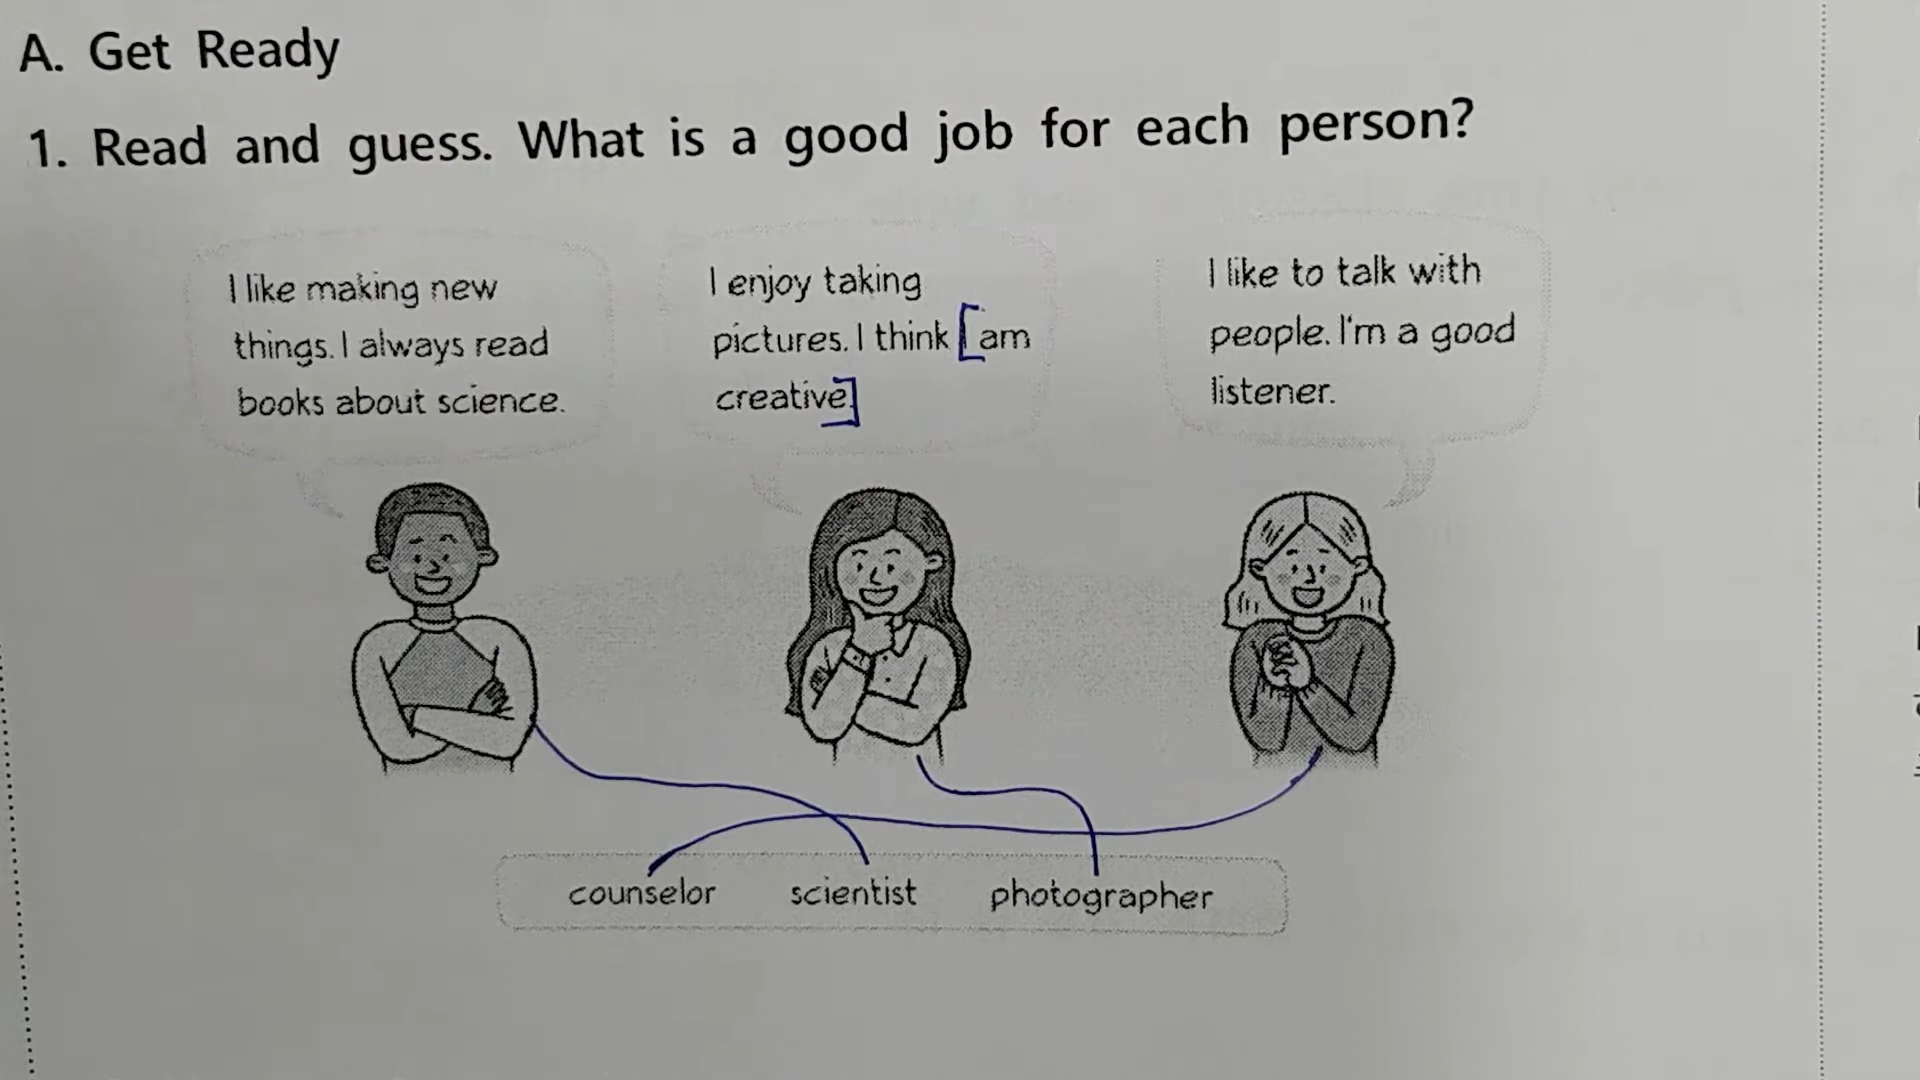 A. Get Ready
1. Read and guess. What is a good job for each person?
I like making new
things. I always read
books about science.
I enjoy taking
pictures. I think [am
creative]
I like to talk with
people. I'm a good
listener.
counselor scientist photographer